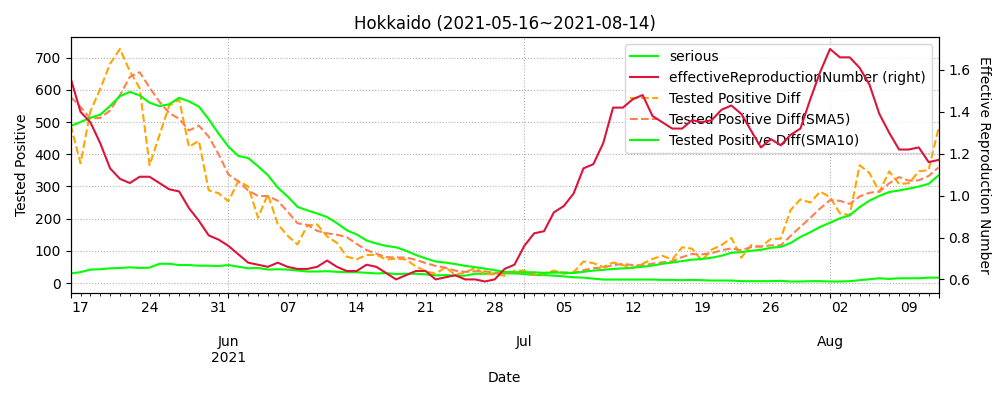 Hokkaido (2021-05-16~2021-08-14)
serious
effectiveReproductionNumber (right)
Tested Positive Diff
Tested Positive Diff(SMA5)
Tested Positive Diff(SMA10)
Tested Positive
Effective Reproduction Number
700
600
500
400
300
200
100
0
1.6
1.4
1.2
1.0
0.8
0.6
17 24 07 14 21 28 05 12 19 26 02 09
Jun Jul Aug
2021
Date